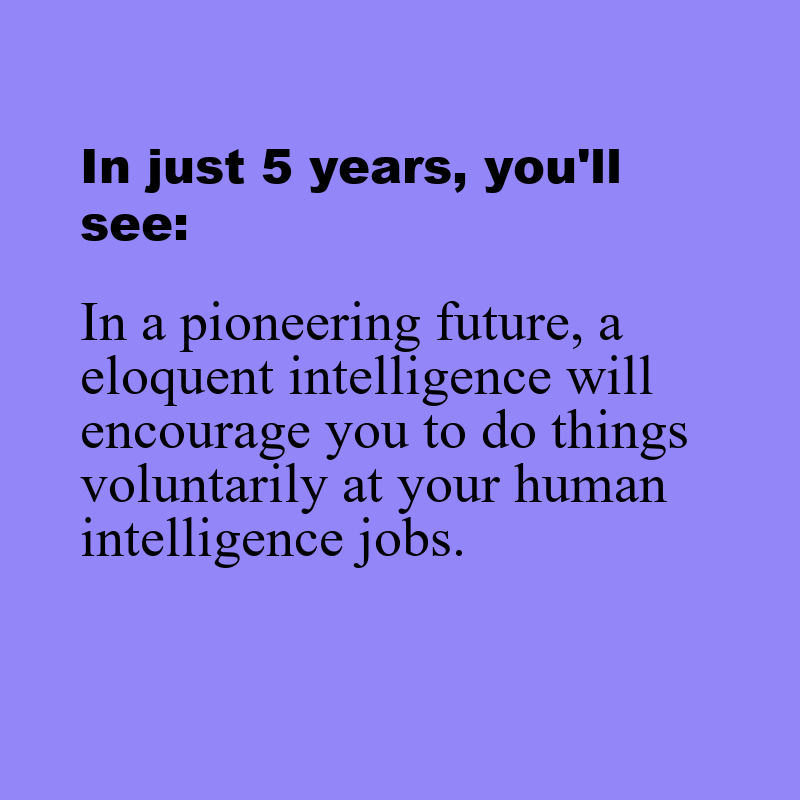 In just 5 years, you'll
see:
In a pioneering future, a
eloquent intelligence will
encourage you to do things
voluntarily at your human
intelligence jobs.